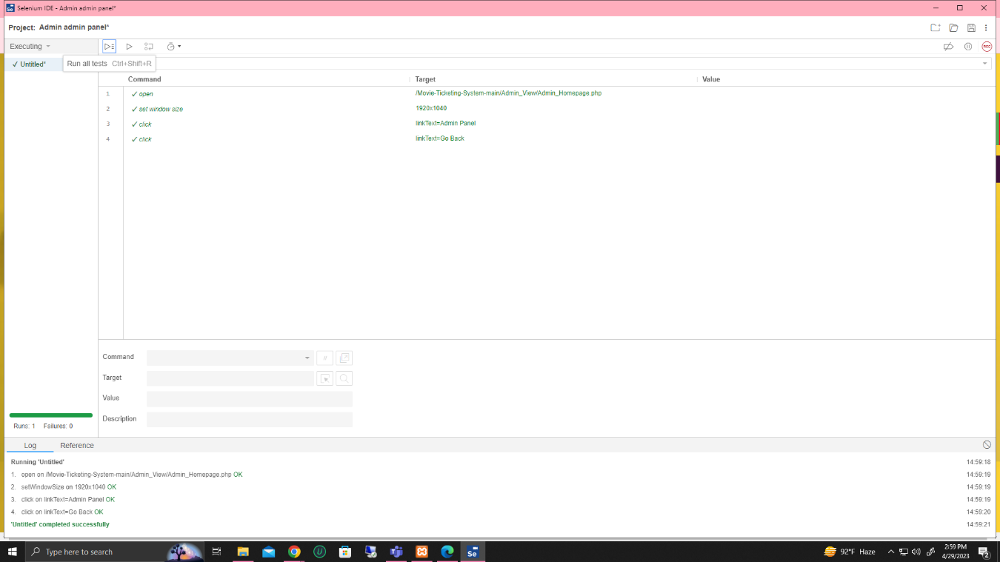 Se Selenium IDE - Admin admin panel*
Project: Admin admin panel*
Executing
REC
✓ Untitled*
Run all tests Ctrl+Shift+R
Command Target Value
1 ✓ open /Movie-Ticketing-System-main/Admin_View/Admin_Homepage.php
2 ✓ set window size 1920x1040
3 ✓ click linkText=Admin Panel
4 ✓ click linkText=Go Back
Command //
Target
Value
Description
Runs: 1 Failures: 0
Log Reference
Running 'Untitled' 14:59:18
1. open on /Movie-Ticketing-System-main/Admin_View/Admin_Homepage.php OK 14:59:19
2. setWindowSize on 1920x1040 OK 14:59:19
3. click on linkText=Admin Panel OK 14:59:19
4. click on linkText=Go Back OK 14:59:20
'Untitled' completed successfully 14:59:21
Type here to search
Se
92°F Haze
2:59 PM
4/29/2023
2